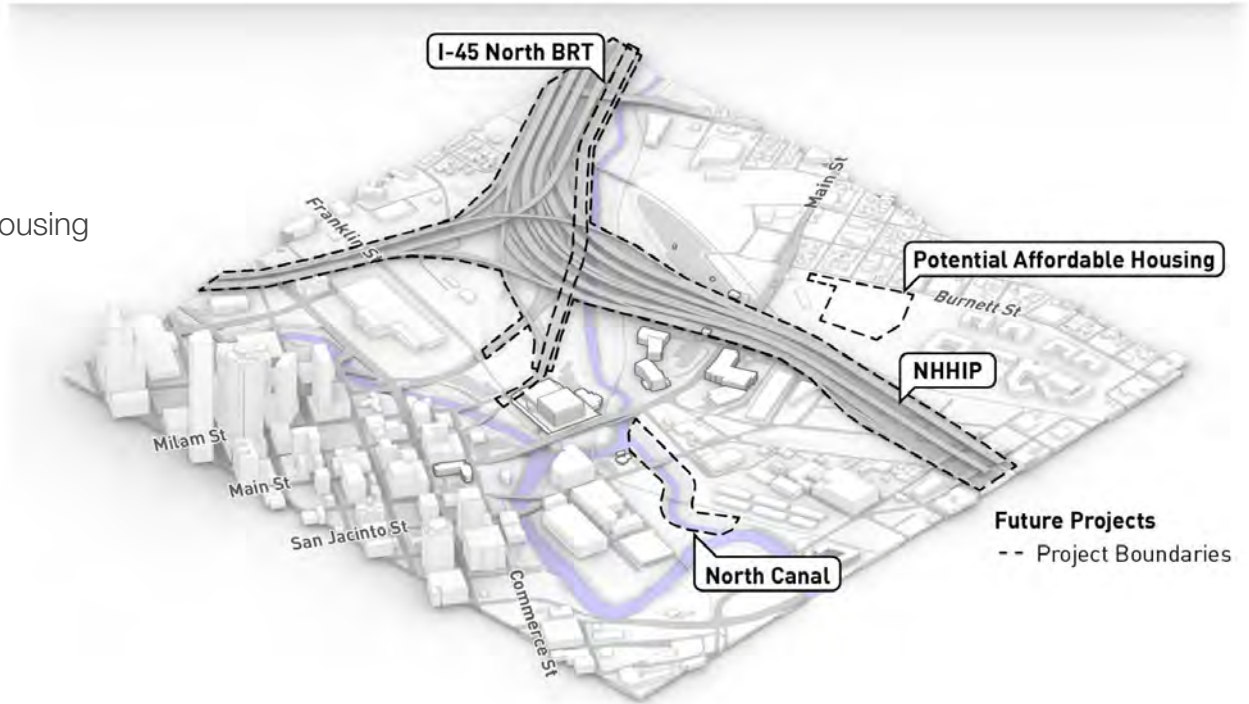 I-45 North BRT
Main St
Franklin St
ousing
Potential Affordable Housing
Burnett St
NHHIP
Milam St
Main St
San Jacinto St
Commerce St
North Canal
Future Projects
-- Project Boundaries